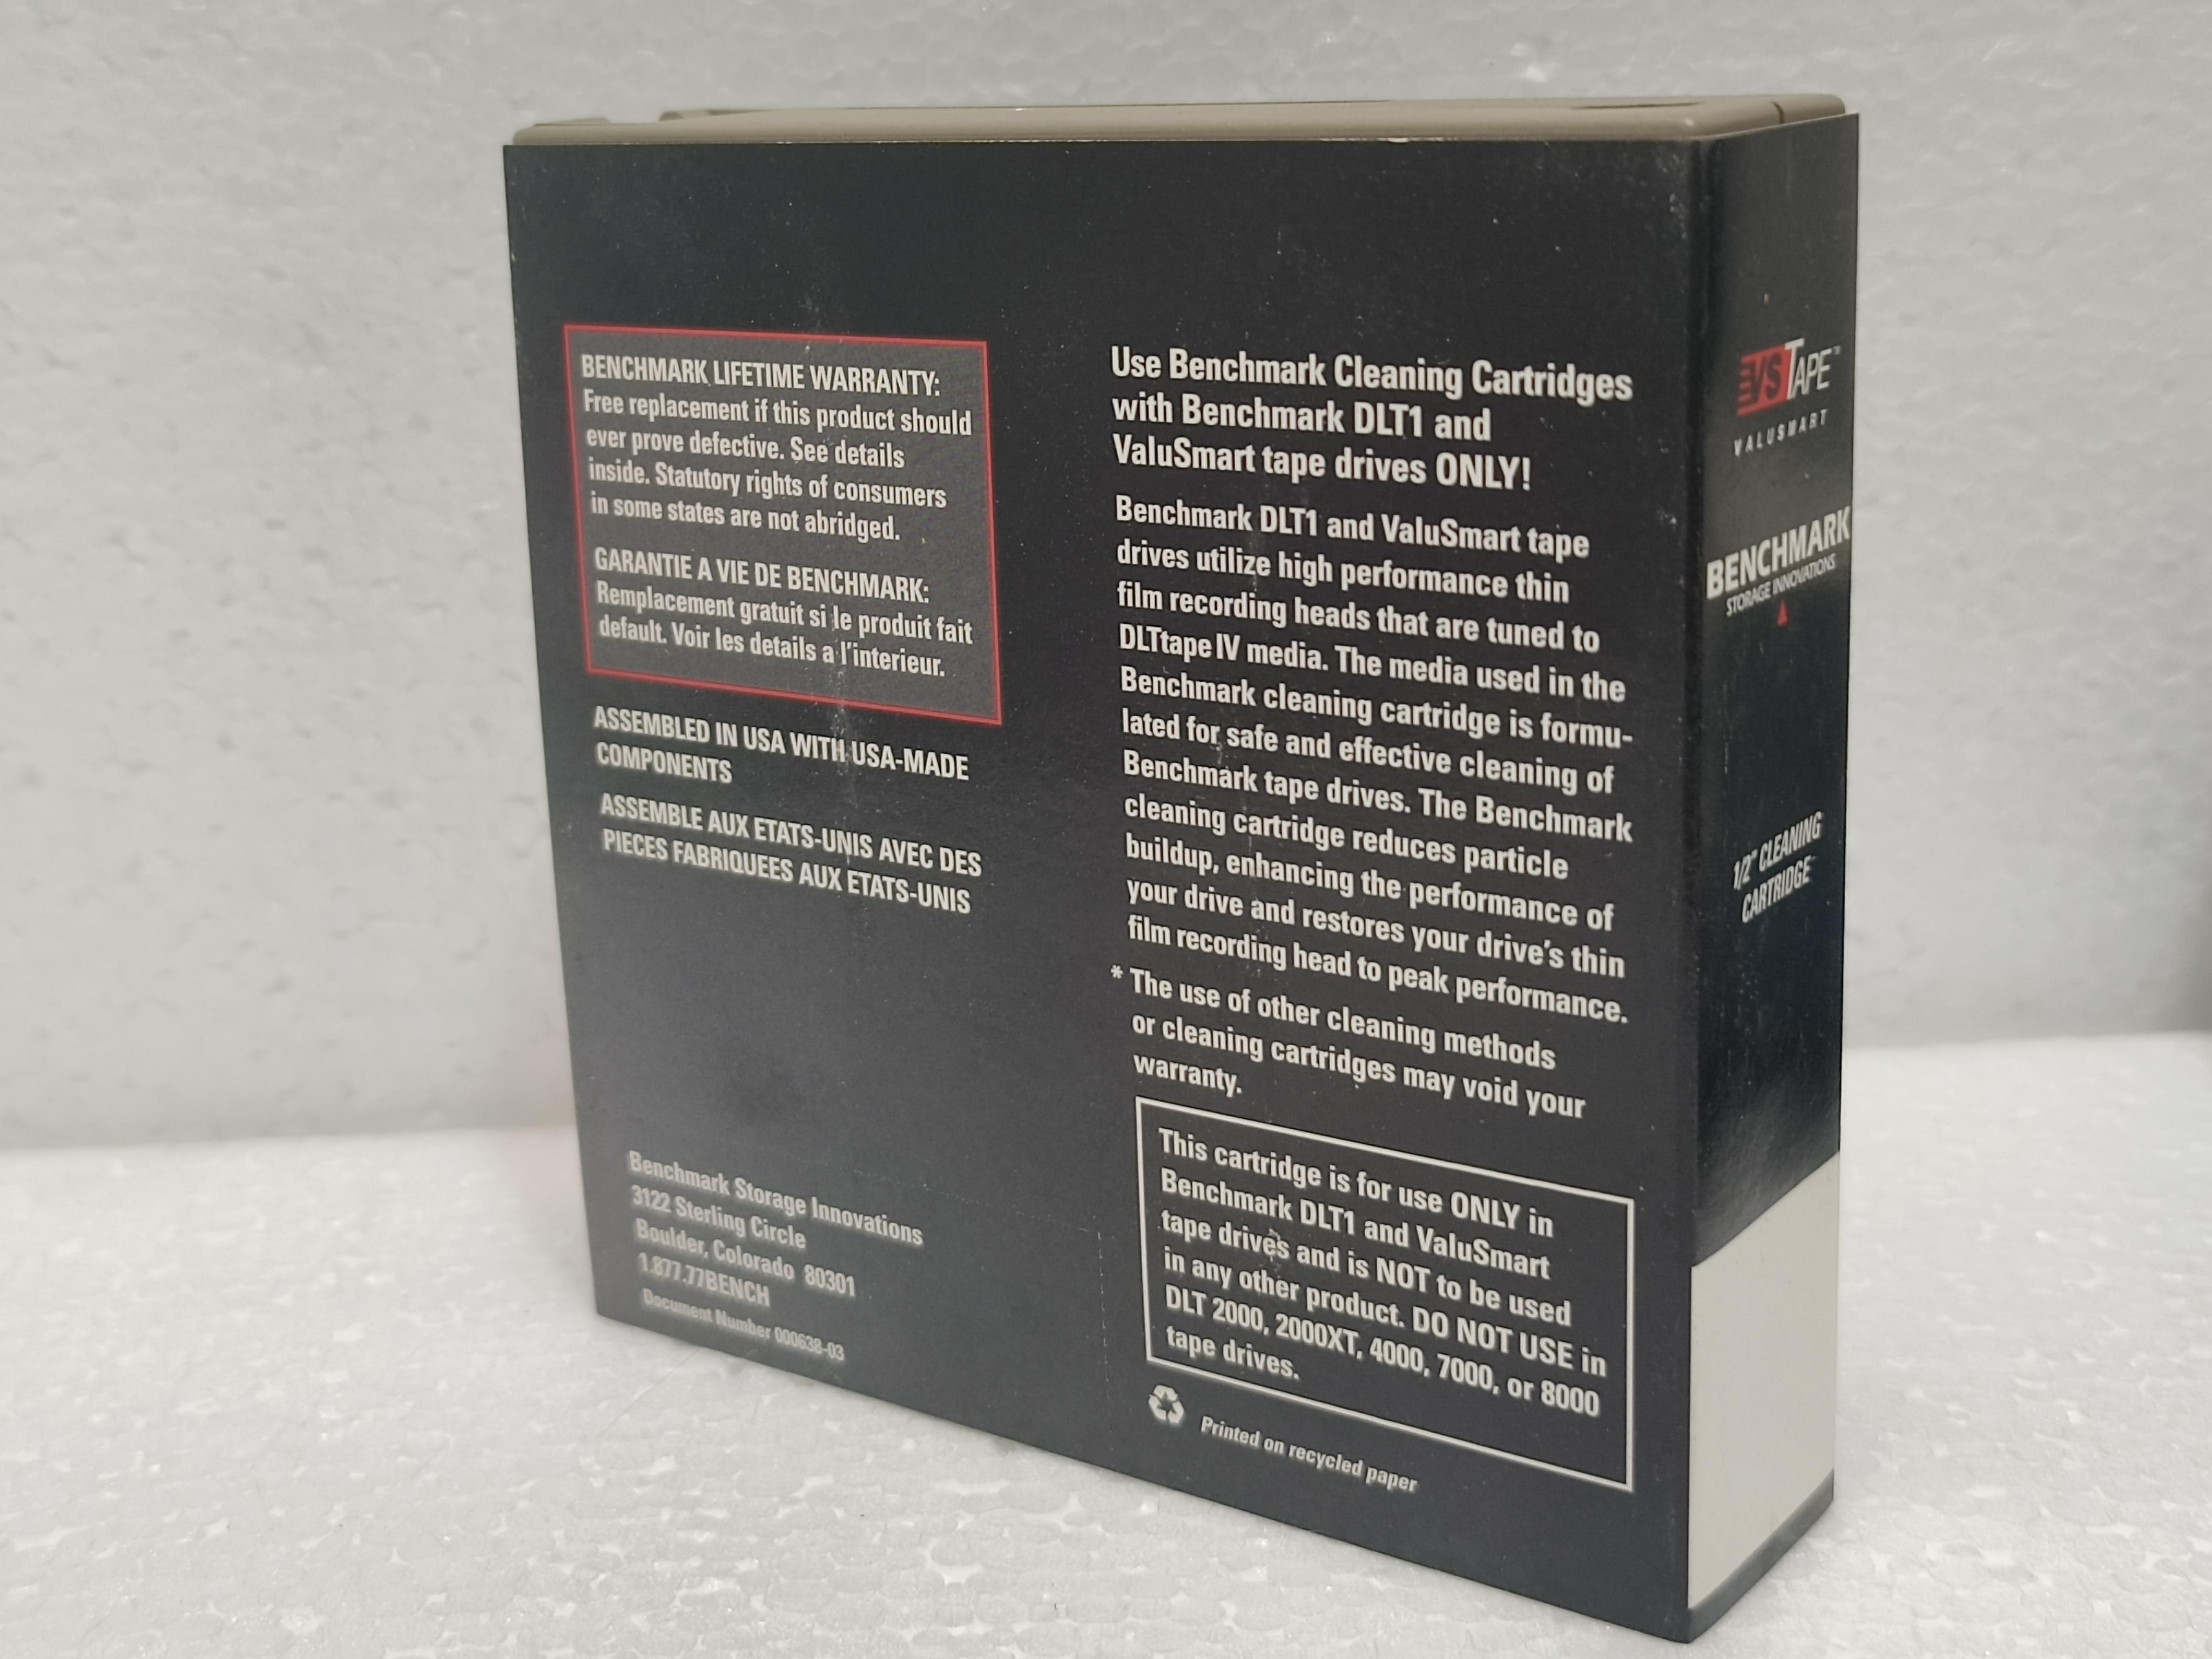 BENCHMARK LIFETIME WARRANTY:
Free replacement if this product should
ever prove defective. See details
inside. Statutory rights of consumers
in some states are not abridged.
GARANTIE A VIE DE BENCHMARK:
Remplacement gratuit si le produit fait
default. Voir les details a l'interieur.
ASSEMBLED IN USA WITH USA-MADE
COMPONENTS
ASSEMBLE AUX ETATS-UNIS AVEC DES
PIECES FABRIQUEES AUX ETATS-UNIS
Benchmark Storage Innovations
3122 Sterling Circle
Boulder, Colorado 80301
1.877.77BENCH
Document Number 000638-03
Use Benchmark Cleaning Cartridges
with Benchmark DLT1 and
ValuSmart tape drives ONLY!
Benchmark DLT1 and ValuSmart tape
drives utilize high performance thin
film recording heads that are tuned to
DLTtape IV media. The media used in the
Benchmark cleaning cartridge is formu-
lated for safe and effective cleaning of
Benchmark tape drives. The Benchmark
cleaning cartridge reduces particle
buildup, enhancing the performance of
your drive and restores your drive's thin
film recording head to peak performance.
* The use of other cleaning methods
or cleaning cartridges may void your
warranty.
This cartridge is for use ONLY in
Benchmark DLT1 and ValuSmart
tape drives and is NOT to be used
in any other product. DO NOT USE in
DLT 2000, 2000XT, 4000, 7000, or 8000
tape drives.
Printed on recycled paper
VSTAPE™
VALUSMART
BENCHMARK
STORAGE INNOVATIONS
1/2" CLEANING
CARTRIDGE